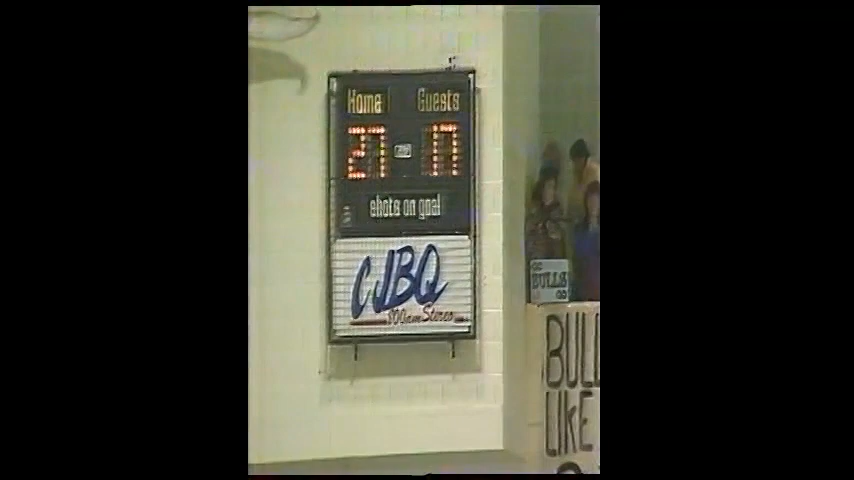 Home Guests
27 17
shots on goal
CJBQ
800am Stereo
BULLS
BULL
LIKE